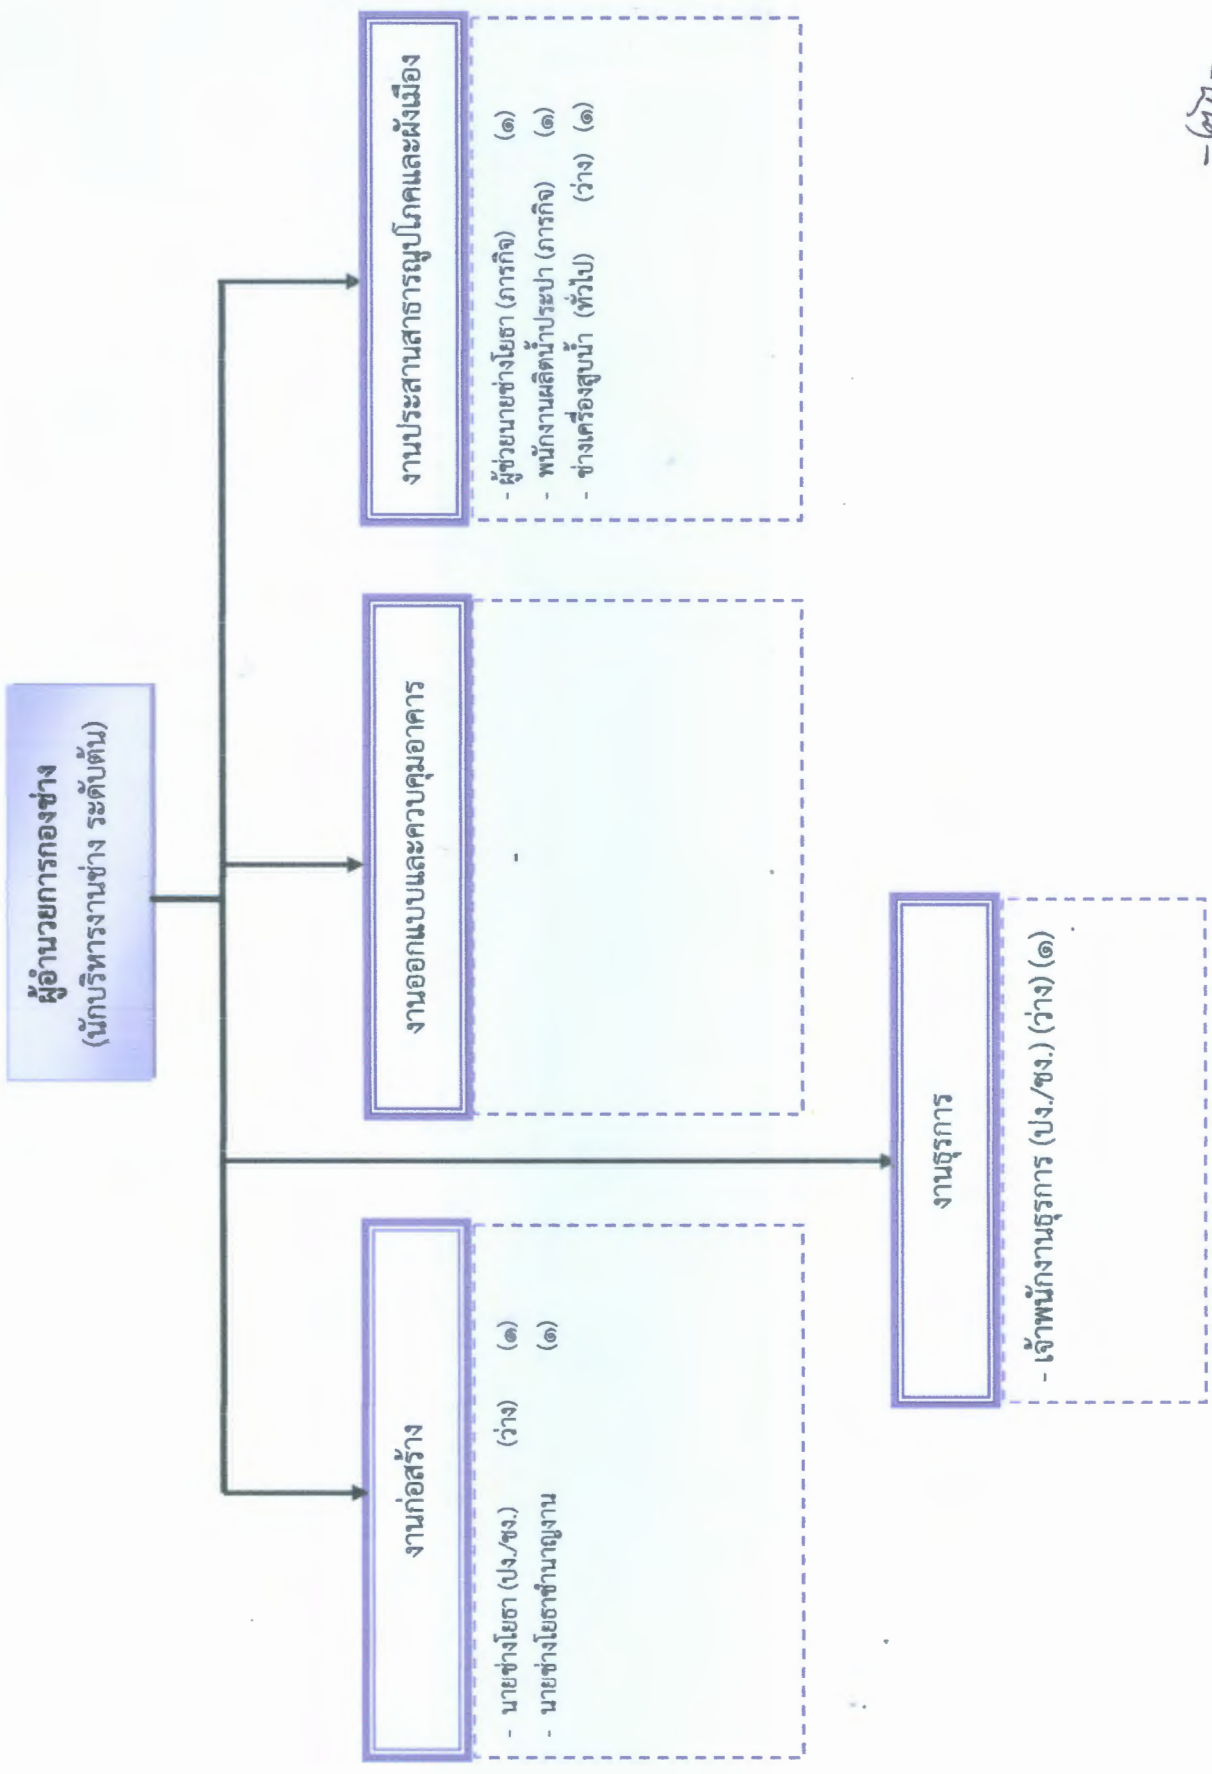 ผู้อำนวยการกองช่าง
(นักบริหารงานช่าง ระดับต้น)
งานก่อสร้าง
- นายช่างโยธา (ปง./ชง.) (ว่าง) (๑)
- นายช่างโยธาชำนาญงาน (๑)
งานออกแบบและควบคุมอาคาร
-
งานประสานสาธารณูปโภคและผังเมือง
- ผู้ช่วยนายช่างโยธา (ภารกิจ) (๑)
- พนักงานผลิตน้ำประปา (ภารกิจ) (๑)
- ช่างเครื่องสูบน้ำ (ทั่วไป) (ว่าง) (๑)
งานธุรการ
- เจ้าพนักงานธุรการ (ปง./ชง.) (ว่าง) (๑)